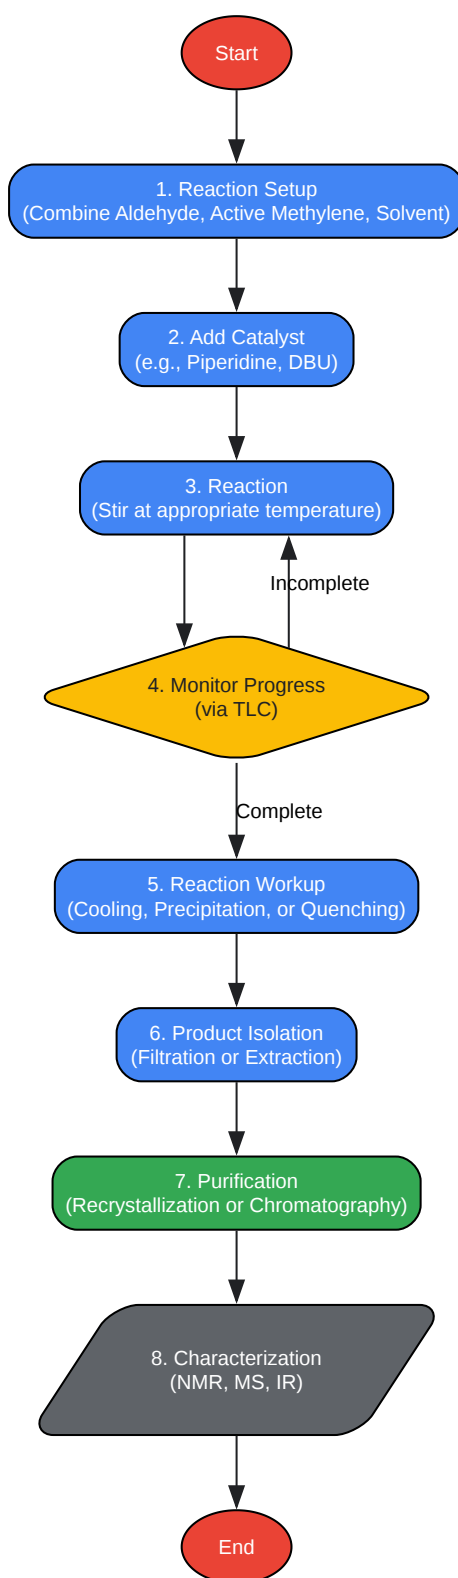 Start
1. Reaction Setup
(Combine Aldehyde, Active Methylene, Solvent)
2. Add Catalyst
(e.g., Piperidine, DBU)
3. Reaction
(Stir at appropriate temperature)
Incomplete
4. Monitor Progress
(via TLC)
Complete
5. Reaction Workup
(Cooling, Precipitation, or Quenching)
6. Product Isolation
(Filtration or Extraction)
7. Purification
(Recrystallization or Chromatography)
8. Characterization
(NMR, MS, IR)
End